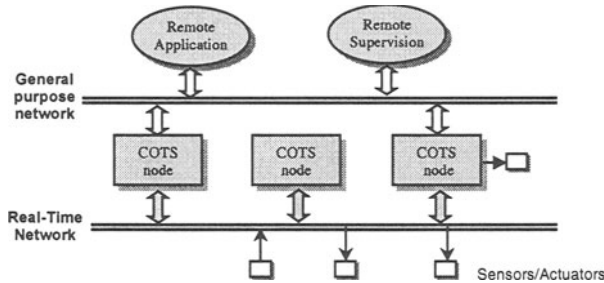 Remote
Application
Remote
Supervision
General
purpose
network
COTS
node
COTS
node
COTS
node
Real-Time
Network
Sensors/Actuators